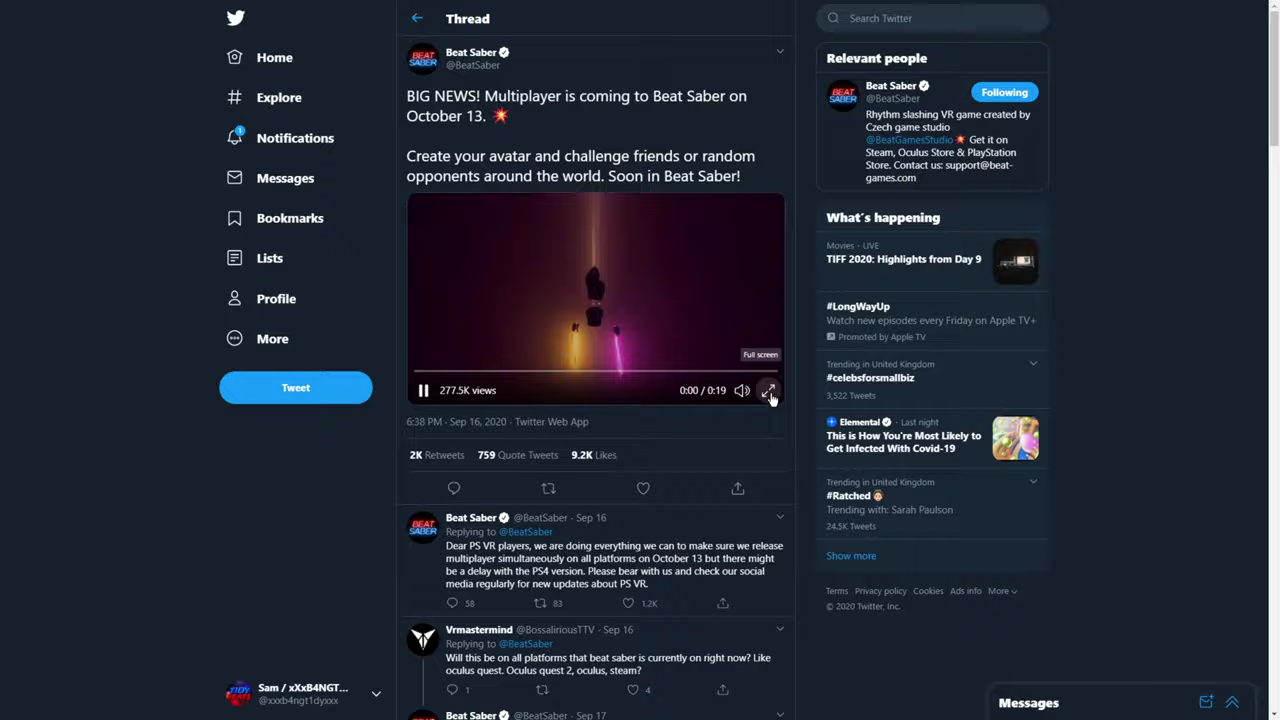 Home
Explore
1
Notifications
Messages
Bookmarks
Lists
Profile
More
Tweet
Sam / xXxB4NGT...
@xxxb4ngt1dyxxx
Thread
BEAT
SABER
Beat Saber
@BeatSaber
BIG NEWS! Multiplayer is coming to Beat Saber on
October 13. 💥
Create your avatar and challenge friends or random
opponents around the world. Soon in Beat Saber!
Full screen
277.5K views
0:00 / 0:19
6:38 PM · Sep 16, 2020 · Twitter Web App
2K Retweets 759 Quote Tweets 9.2K Likes
BEAT
SABER
Beat Saber @BeatSaber · Sep 16
Replying to @BeatSaber
Dear PS VR players, we are doing everything we can to make sure we release
multiplayer simultaneously on all platforms on October 13 but there might
be a delay with the PS4 version. Please bear with us and check our social
media regularly for new updates about PS VR.
58 83 1.2K
Vrmastermind @BossaliriousTTV · Sep 16
Replying to @BeatSaber
Will this be on all platforms that beat saber is currently on right now? Like
oculus quest. Oculus quest 2, oculus, steam?
1 4
Beat Saber @BeatSaber · Sep 17
Search Twitter
Relevant people
BEAT
SABER
Beat Saber
@BeatSaber
Following
Rhythm slashing VR game created by
Czech game studio
@BeatGamesStudio 💥 Get it on
Steam, Oculus Store & PlayStation
Store. Contact us: support@beat-
games.com
What's happening
Movies · LIVE
TIFF 2020: Highlights from Day 9
#LongWayUp
Watch new episodes every Friday on Apple TV+
Promoted by Apple TV
Trending in United Kingdom
#celebsforsmallbiz
3,522 Tweets
Elemental · Last night
This is How You're Most Likely to
Get Infected With Covid-19
Trending in United Kingdom
#Ratched
Trending with: Sarah Paulson
24.5K Tweets
Show more
Terms Privacy policy Cookies Ads info More
© 2020 Twitter, Inc.
Messages